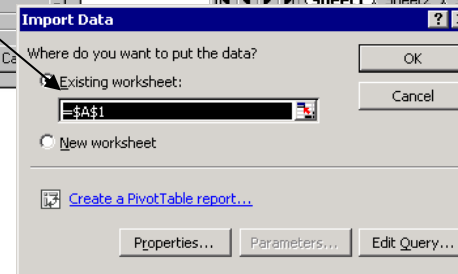 Import Data
Where do you want to put the data?
Existing worksheet:
=$A$1
New worksheet
Create a PivotTable report...
Properties...
Parameters...
Edit Query...
OK
Cancel